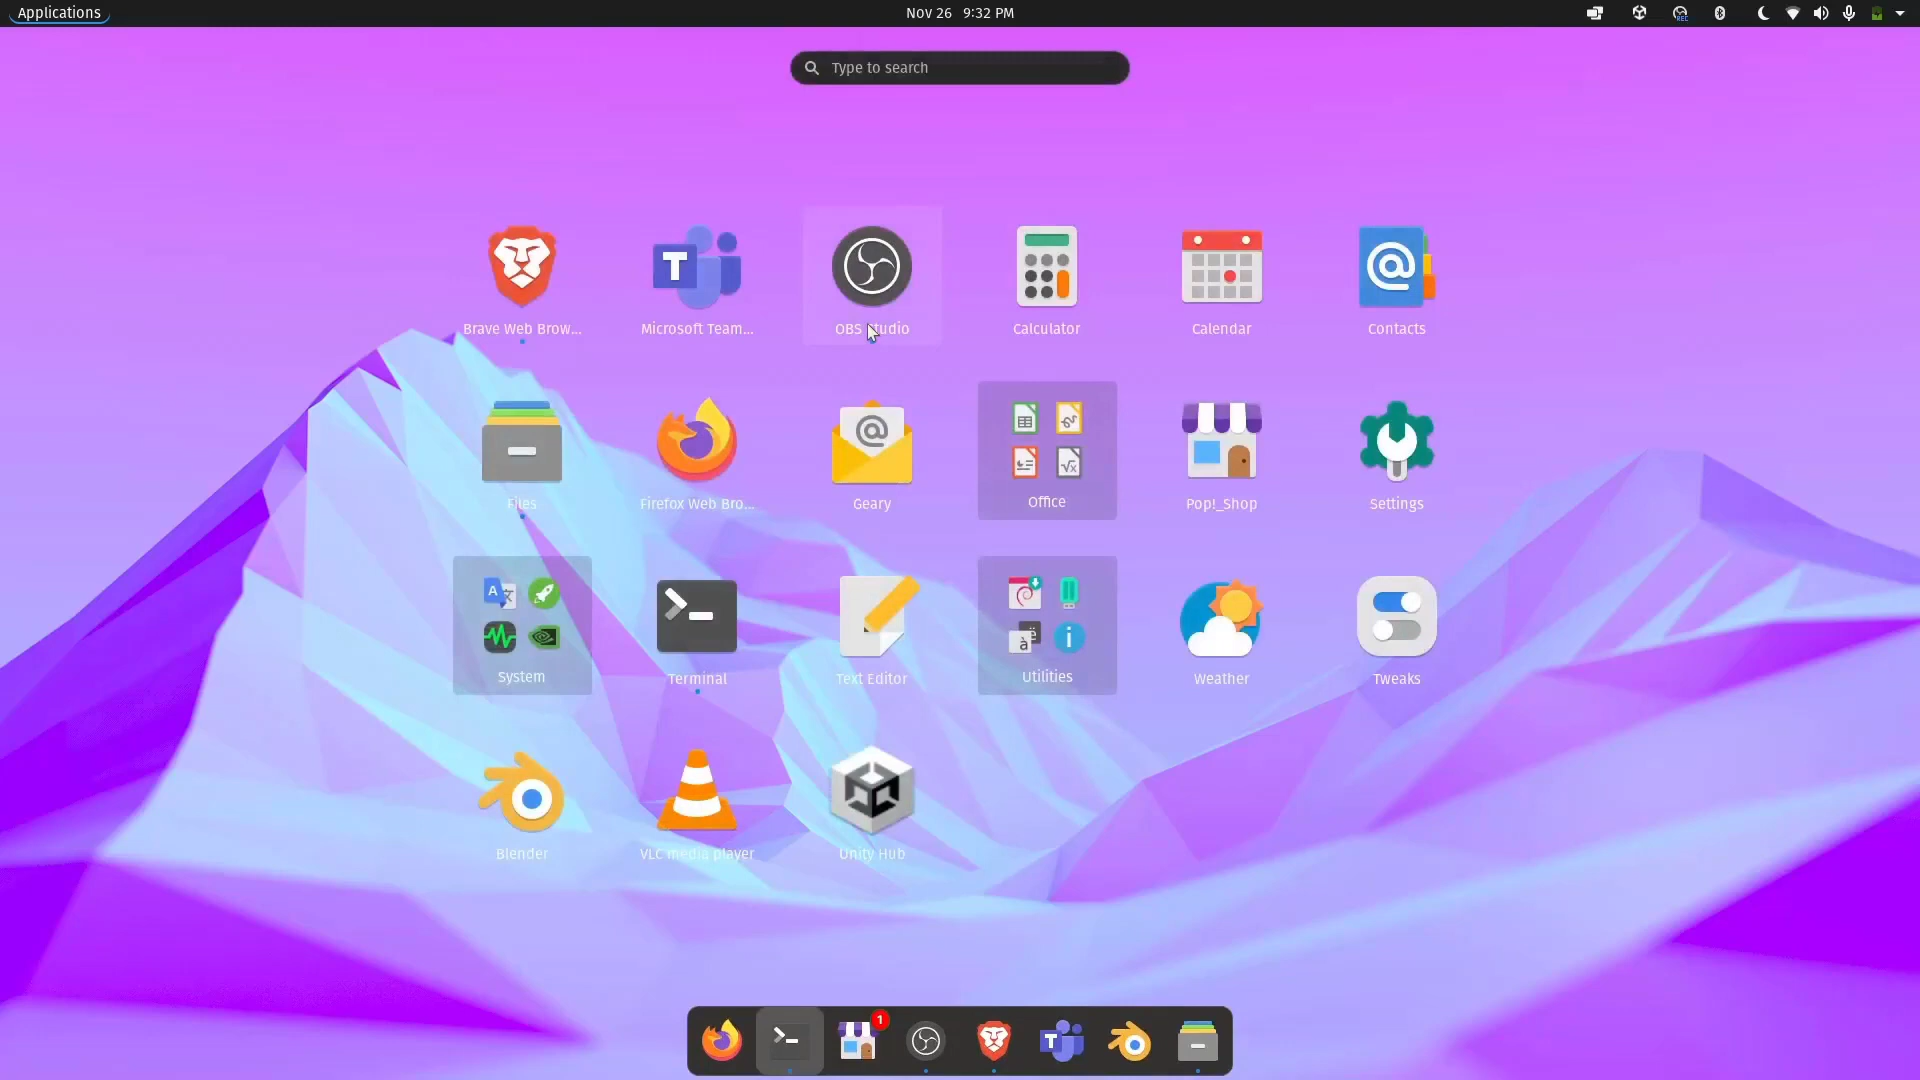 Applications
Nov 26 9:32 PM
REC
Type to search
Brave Web Brow...
Microsoft Team...
OBS Studio
Calculator
Calendar
Contacts
Files
Firefox Web Bro...
Geary
Office
Pop!_Shop
Settings
System
Terminal
Text Editor
Utilities
Weather
Tweaks
Blender
VLC media player
Unity Hub
1